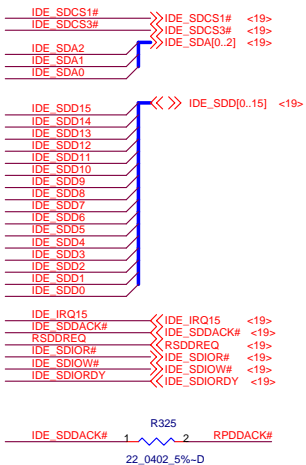 IDE_SDCS1# IDE_SDCS1# <19>
IDE_SDCS3# IDE_SDCS3# <19>
IDE_SDA[0..2] <19>
IDE_SDA2
IDE_SDA1
IDE_SDA0
IDE_SDD[0..15] <19>
IDE_SDD15
IDE_SDD14
IDE_SDD13
IDE_SDD12
IDE_SDD11
IDE_SDD10
IDE_SDD9
IDE_SDD8
IDE_SDD7
IDE_SDD6
IDE_SDD5
IDE_SDD4
IDE_SDD3
IDE_SDD2
IDE_SDD1
IDE_SDD0
IDE_IRQ15 IDE_IRQ15 <19>
IDE_SDDACK# IDE_SDDACK# <19>
RSDDREQ RSDDREQ <19>
IDE_SDIOR# IDE_SDIOR# <19>
IDE_SDIOW# IDE_SDIOW# <19>
IDE_SDIORDY IDE_SDIORDY <19>
R325
IDE_SDDACK# 1 2 RPDDACK#
22_0402_5%~D